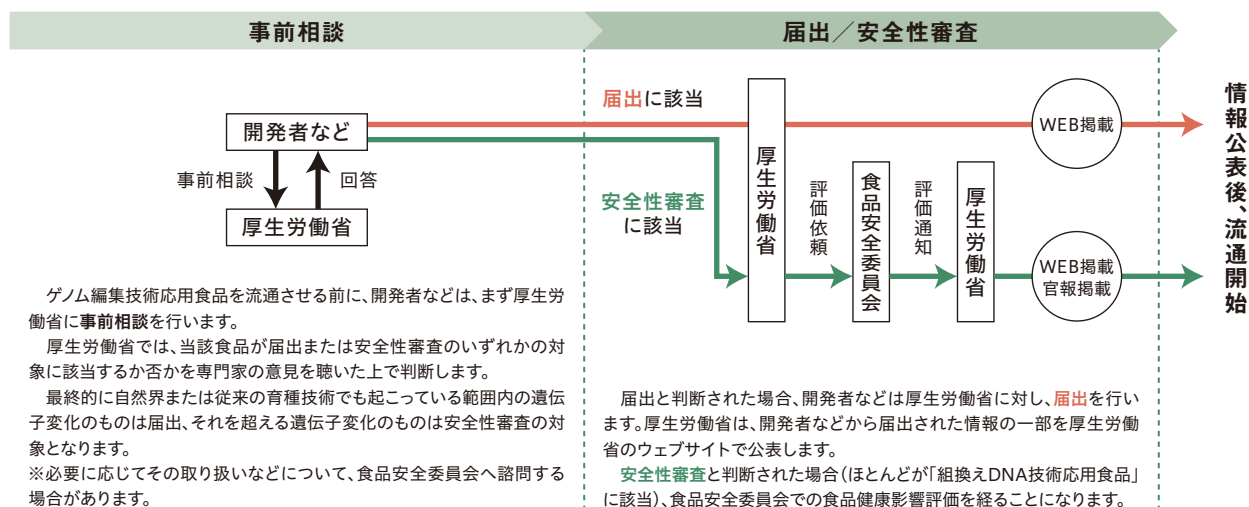 事前相談
届出／安全性審査
開発者など
事前相談
回答
厚生労働省
ゲノム編集技術応用食品を流通させる前に、開発者などは、まず厚生労
働省に事前相談を行います。
厚生労働省では、当該食品が届出または安全性審査のいずれかの対
象に該当するか否かを専門家の意見を聴いた上で判断します。
最終的に自然界または従来の育種技術でも起こっている範囲内の遺伝
子変化のものは届出、それを超える遺伝子変化のものは安全性審査の対
象となります。
※必要に応じてその取り扱いなどについて、食品安全委員会へ諮問する
場合があります。
届出に該当
安全性審査
に該当
厚生労働省
評価依頼
食品安全委員会
評価通知
厚生労働省
WEB掲載
WEB掲載
官報掲載
情報公表後、流通開始
届出と判断された場合、開発者などは厚生労働省に対し、届出を行い
ます。厚生労働省は、開発者などから届出された情報の一部を厚生労働
省のウェブサイトで公表します。
安全性審査と判断された場合（ほとんどが「組換えDNA技術応用食品」
に該当）、食品安全委員会での食品健康影響評価を経ることになります。